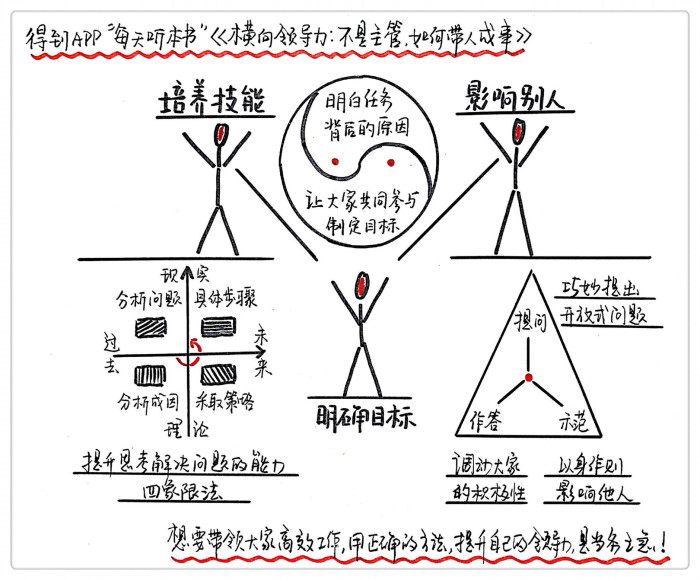 得到APP“每天听本书”《横向领导力:不是主管,如何带人成事》
培养技能
明白任务
背后的原因
让大家共同参与
制定目标
影响别人
现实
分析问题
具体步骤
过去
未来
分析成因
采取策略
理论
提升思考解决问题的能力
四象限法
明确目标
巧妙提出
开放式问题
提问
作答
示范
调动大家
的积极性
以身作则
影响他人
想要带领大家高效工作,用正确的方法,提升自己的领导力,是当务之急!